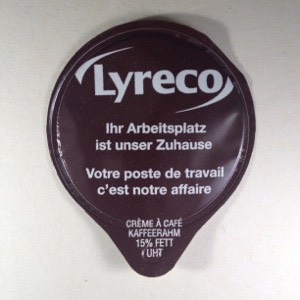 Lyreco
Ihr Arbeitsplatz
ist unser Zuhause
Votre poste de travail
c'est notre affaire
CRÈME À CAFÉ
KAFFEERAHM
15% FETT
UHT